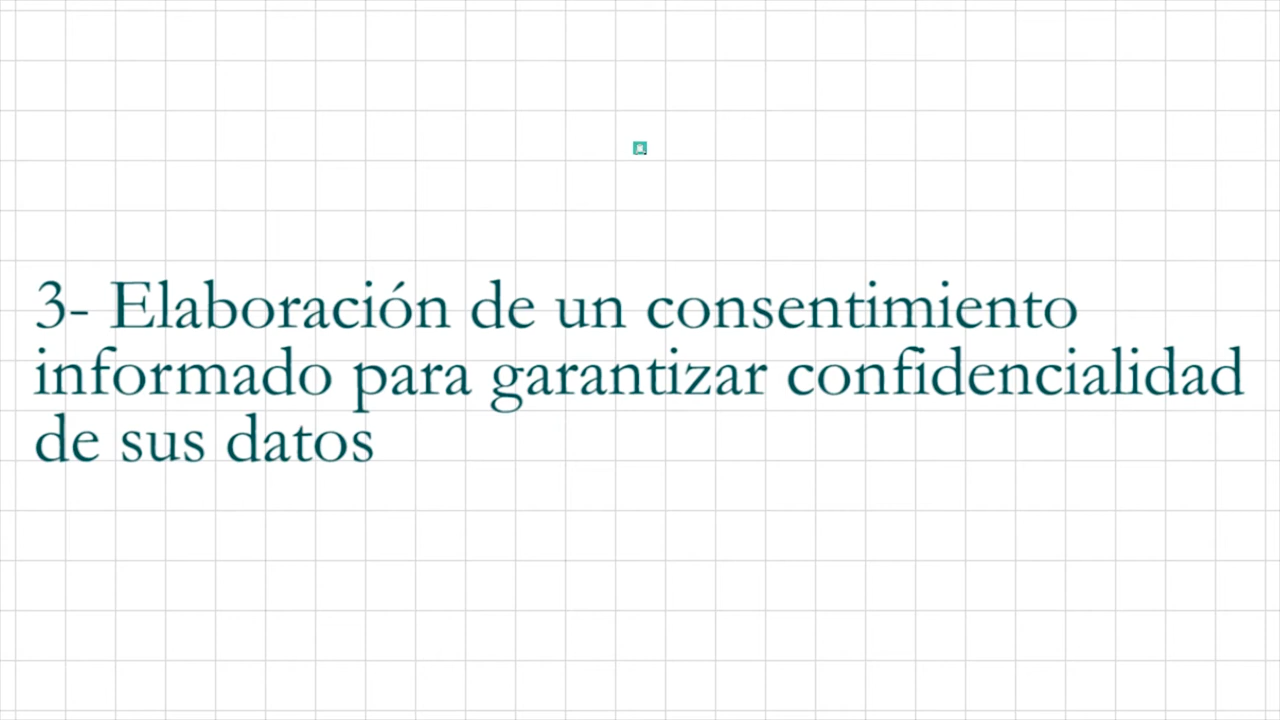 3- Elaboración de un consentimiento
informado para garantizar confidencialidad
de sus datos